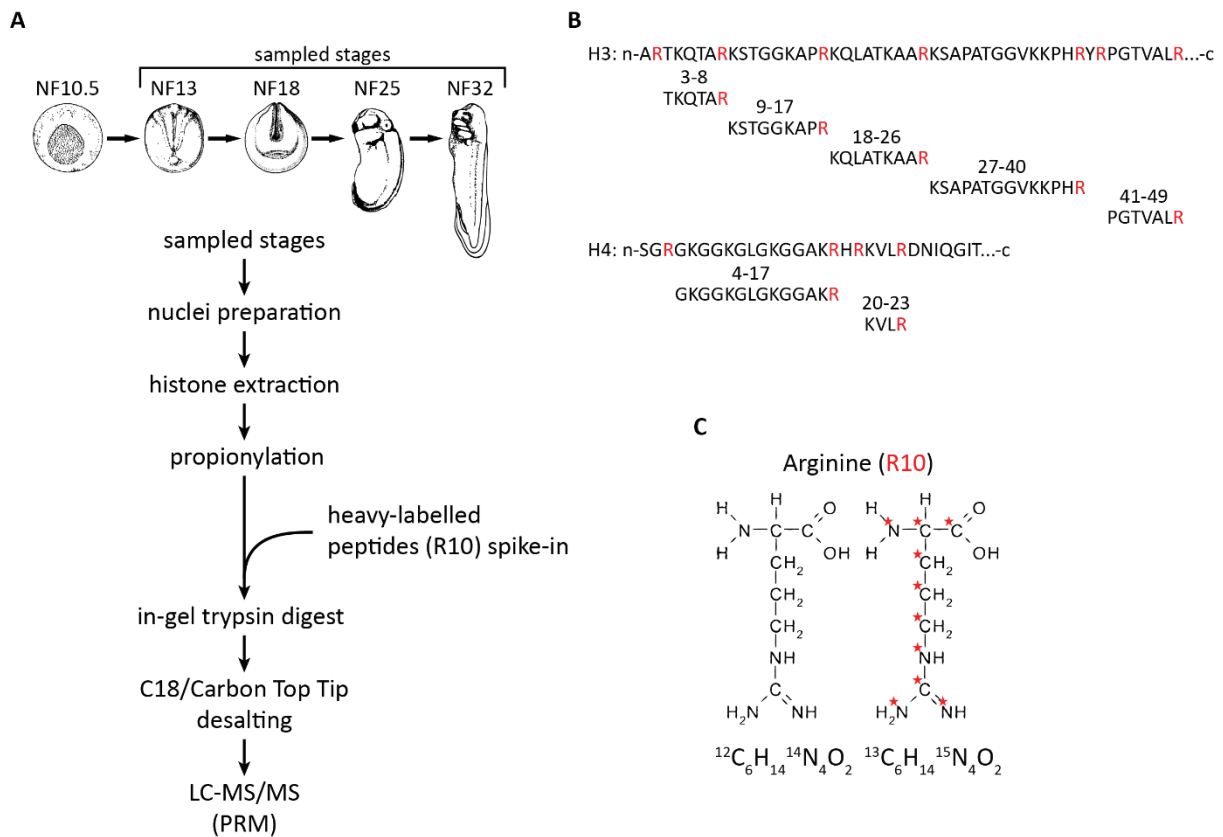 A
sampled stages
NF10.5 NF13 NF18 NF25 NF32
sampled stages
nuclei preparation
histone extraction
propionylation
heavy-labelled
peptides (R10) spike-in
in-gel trypsin digest
C18/Carbon Top Tip
desalting
LC-MS/MS
(PRM)
B
H3: n-ARTKQTARKSTGGKAPRKQLATKAARKSAPATGGVKKPHRYRPGTVALR...-c
3-8
TKQTAR
9-17
KSTGGKAPR
18-26
KQLATKAAR
27-40
KSAPATGGVKKPHR
41-49
PGTVALR
H4: n-SGRGKGGKGLGKGGAKRHRKVLRDNIQGIT...-c
4-17
GKGGKGLGKGGAKR
20-23
KVLR
C
Arginine (R10)
H H
H O H O
N C C N C C
H OH H OH
CH₂ CH₂
CH₂ CH₂
CH₂ CH₂
NH NH
C C
H₂N NH H₂N NH
¹²C₆H₁₄¹⁴N₄O₂ ¹³C₆H₁₄¹⁵N₄O₂